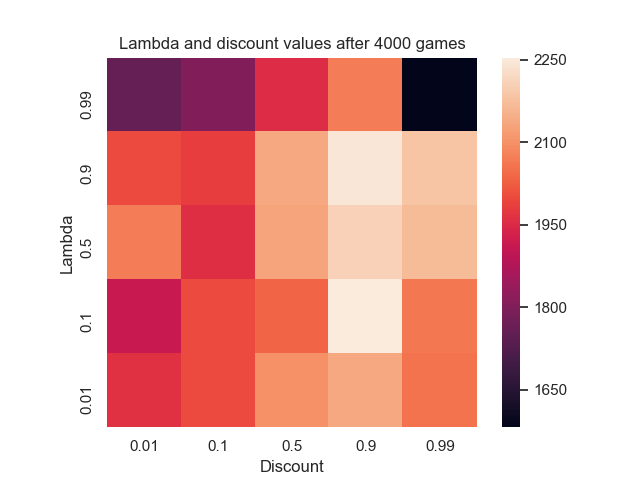 Lambda and discount values after 4000 games
Lambda
0.99
0.9
0.5
0.1
0.01
0.01 0.1 0.5 0.9 0.99
Discount
2250
2100
1950
1800
1650